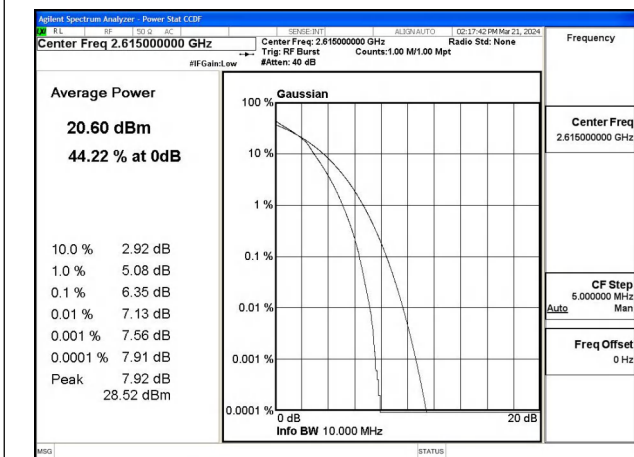 Agilent Spectrum Analyzer - Power Stat CCDF
RL RF 50 Ω AC SENSE:INT ALIGNAUTO 02:17:42 PM Mar 21, 2024
Center Freq 2.615000000 GHz
Center Freq: 2.615000000 GHz Radio Std: None
Trig: RF Burst Counts:1.00 M/1.00 Mpt
#IFGain:Low #Atten: 40 dB
Frequency
Average Power
20.60 dBm
44.22 % at 0dB
10.0 % 2.92 dB
1.0 % 5.08 dB
0.1 % 6.35 dB
0.01 % 7.13 dB
0.001 % 7.56 dB
0.0001 % 7.91 dB
Peak 7.92 dB
28.52 dBm
Gaussian
100 %
10 %
1 %
0.1 %
0.01 %
0.001 %
0.0001 %
0 dB 20 dB
Info BW 10.000 MHz
Center Freq
2.615000000 GHz
CF Step
5.000000 MHz
Auto Man
Freq Offset
0 Hz
MSG STATUS